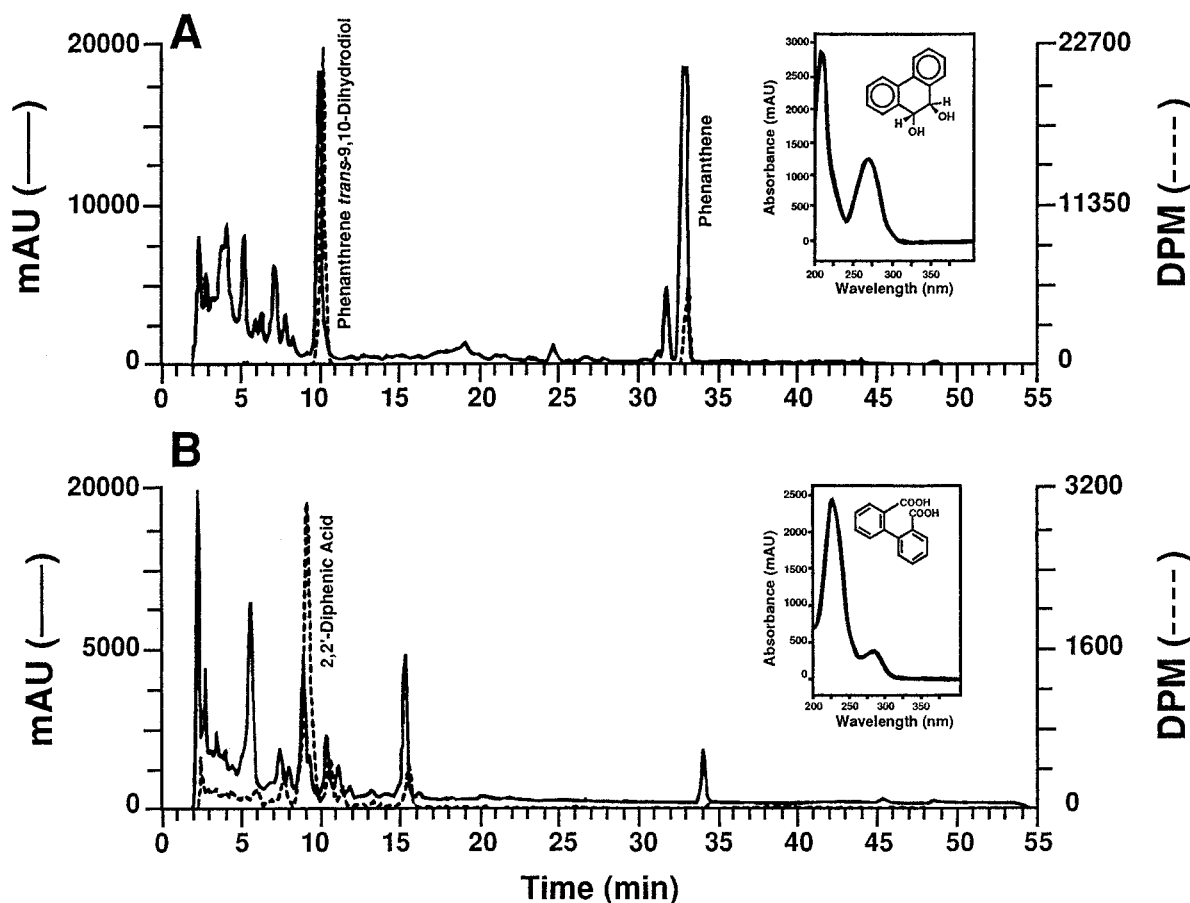 A
mAU (——)
20000
10000
0
Phenanthrene trans-9,10-Dihydrodiol
Phenanthene
Absorbance (mAU)
3000
2500
2000
1500
1000
500
0
200 250 300 350
Wavelength (nm)
H
H
OH
OH
22700
11350
0
DPM (----)
0 5 10 15 20 25 30 35 40 45 50 55
B
mAU (——)
20000
5000
0
2,2'-Diphenic Acid
Absorbance (mAU)
2500
2000
1500
1000
500
0
200 250 300 350
Wavelength (nm)
COOH
COOH
3200
1600
0
DPM (----)
0 5 10 15 20 25 30 35 40 45 50 55
Time (min)